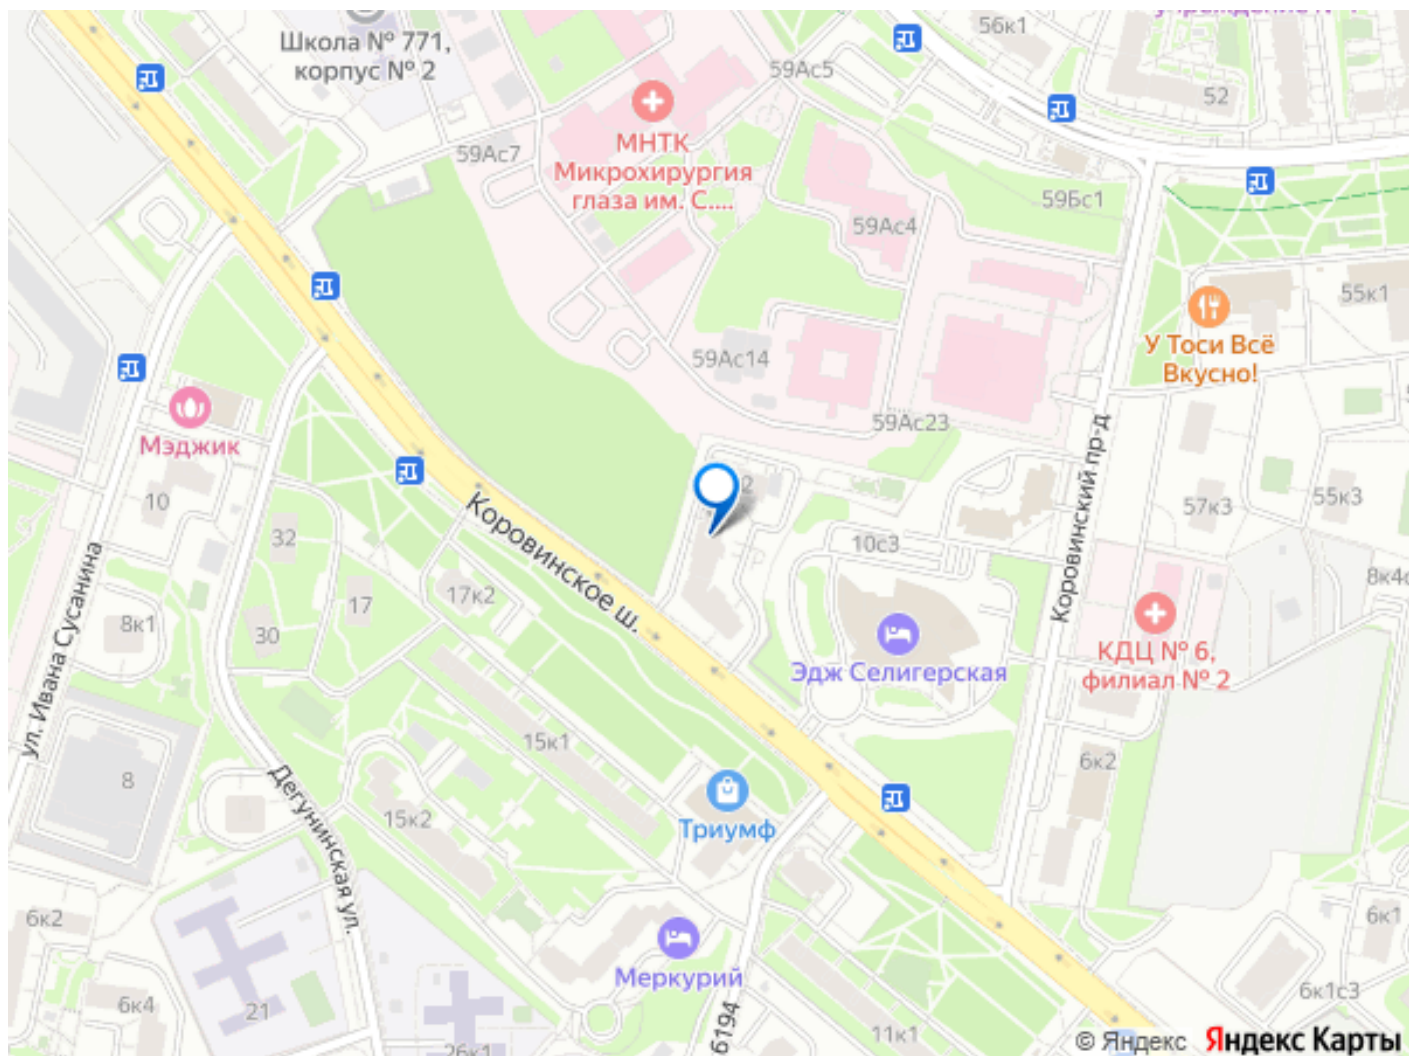 56к1
Школа № 771,
корпус № 2
59Ас5
52
МНТК
Микрохирургия
глаза им. С....
59Ас7
59Бс1
59Ас4
55к1
У Тоси Всё
Вкусно!
59Ас14
59Ас23
Мэджик
10
Коровинский пр-д
57к3
55к3
Коровинское ш.
32
10с3
17к2
17
8к1
30
ул. Ивана Сусанина
КДЦ № 6,
филиал № 2
Эдж Селигерская
15к1
6к2
8
Дегунинская ул.
15к2
Триумф
6к2
6к1
Меркурий
6к4
21
6194
11к1
6к1с3
26к1
© Яндекс Яндекс Карты